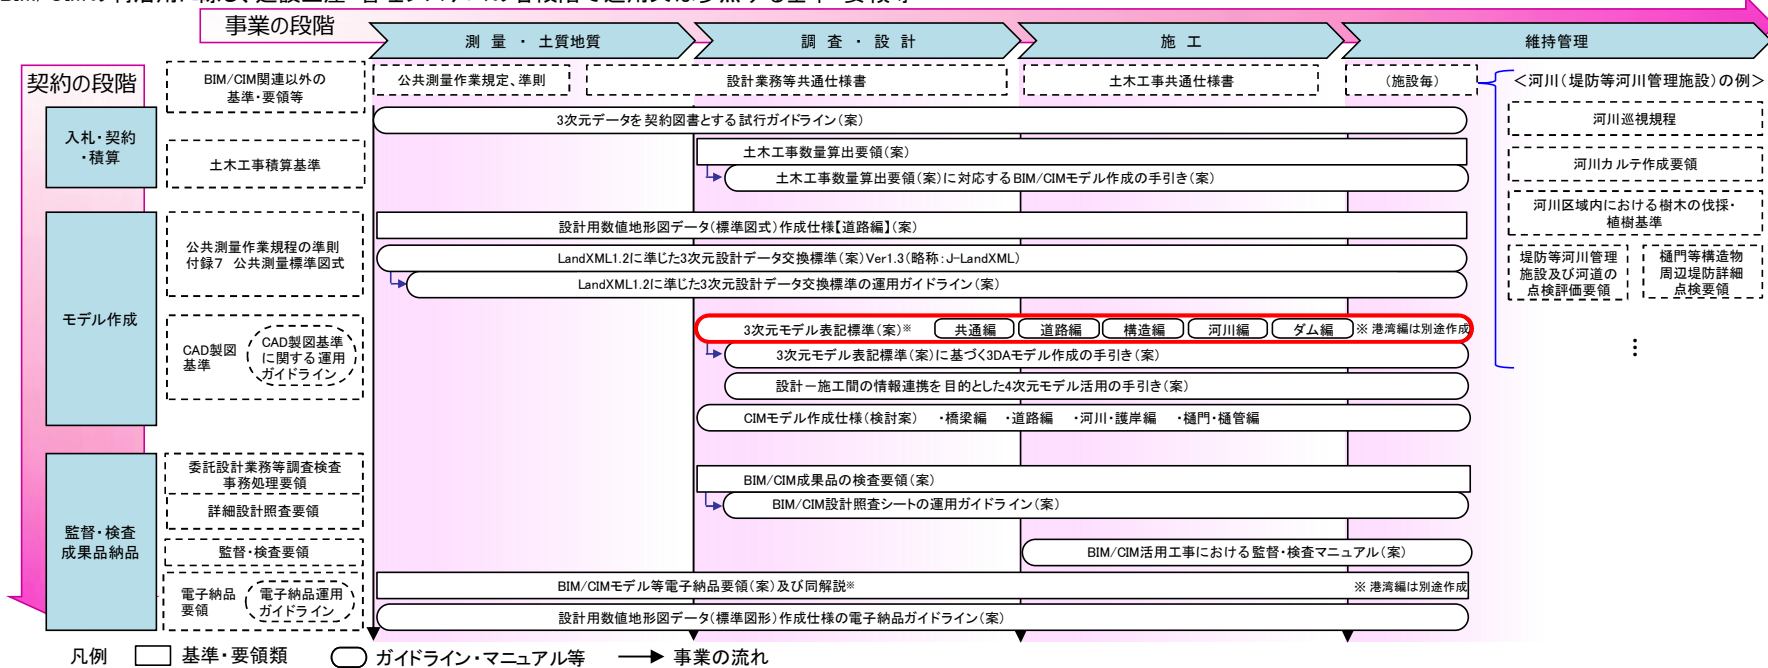 事業の段階
測 量 ・ 土質地質
調 査 ・ 設 計
施 工
維持管理
契約の段階
BIM/CIM関連以外の
基準・要領等
公共測量作業規定、準則
設計業務等共通仕様書
土木工事共通仕様書
(施設毎)
<河川(堤防等河川管理施設)の例>
入札・契約
・積算
土木工事積算基準
3次元データを契約図書とする試行ガイドライン(案)
土木工事数量算出要領(案)
土木工事数量算出要領(案)に対応するBIM/CIMモデル作成の手引き(案)
河川巡視規程
河川カルテ作成要領
河川区域内における樹木の伐採・
植樹基準
堤防等河川管理
施設及び河道の
点検評価要領
樋門等構造物
周辺堤防詳細
点検要領
⋮
モデル作成
公共測量作業規程の準則
付録7 公共測量標準図式
設計用数値地形図データ(標準図式)作成仕様【道路編】(案)
LandXML1.2に準じた3次元設計データ交換標準(案)Ver1.3(略称:J-LandXML)
LandXML1.2に準じた3次元設計データ交換標準の運用ガイドライン(案)
CAD製図
基準
CAD製図基準
に関する運用
ガイドライン
3次元モデル表記標準(案)※ 共通編 道路編 構造編 河川編 ダム編 ※ 港湾編は別途作成
3次元モデル表記標準(案)に基づく3DAモデル作成の手引き(案)
設計-施工間の情報連携を目的とした4次元モデル活用の手引き(案)
CIMモデル作成仕様(検討案) ・橋梁編 ・道路編 ・河川・護岸編 ・樋門・樋管編
監督・検査
成果品納品
委託設計業務等調査検査
事務処理要領
詳細設計照査要領
監督・検査要領
電子納品
要領
電子納品運用
ガイドライン
BIM/CIM成果品の検査要領(案)
BIM/CIM設計照査シートの運用ガイドライン(案)
BIM/CIM活用工事における監督・検査マニュアル(案)
BIM/CIMモデル等電子納品要領(案)及び同解説※ ※ 港湾編は別途作成
設計用数値地形図データ(標準図形)作成仕様の電子納品ガイドライン(案)
凡例 基準・要領類 ガイドライン・マニュアル等 事業の流れ